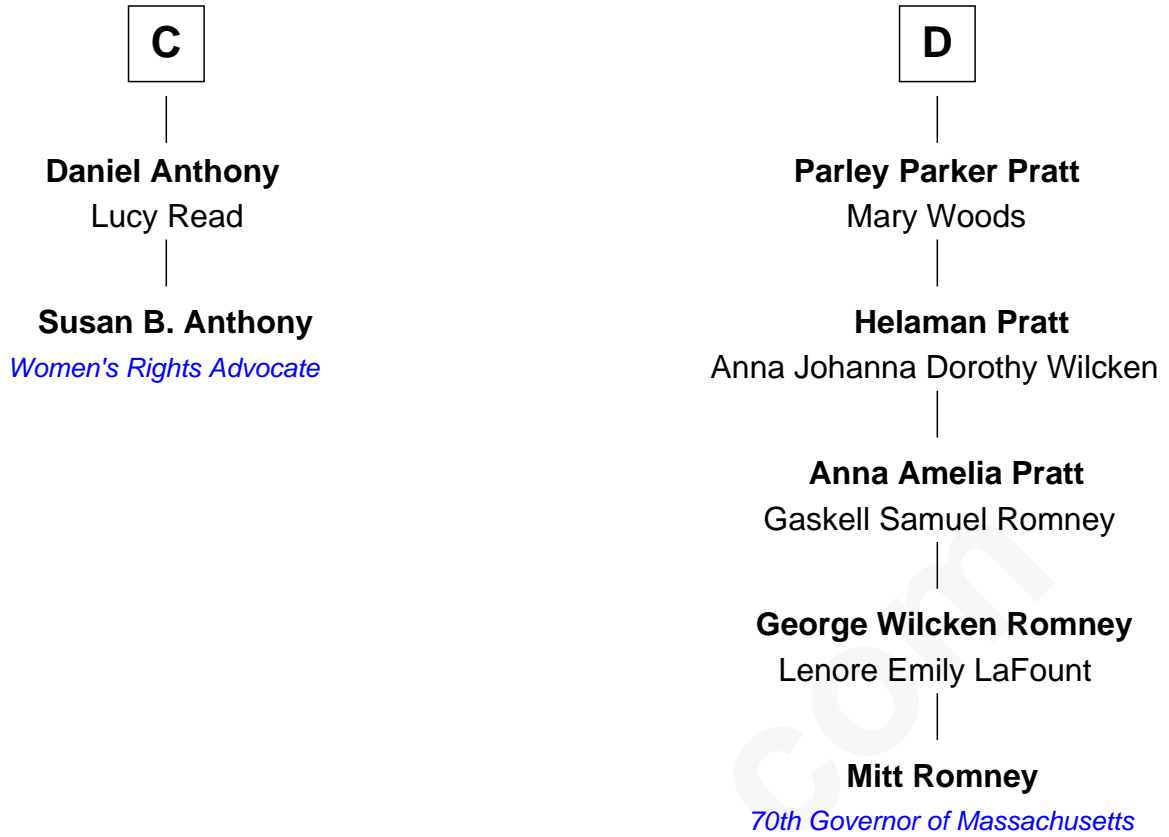 C
Daniel Anthony
Lucy Read
Susan B. Anthony
Women's Rights Advocate
D
Parley Parker Pratt
Mary Woods
Helaman Pratt
Anna Johanna Dorothy Wilcken
Anna Amelia Pratt
Gaskell Samuel Romney
George Wilcken Romney
Lenore Emily LaFount
Mitt Romney
70th Governor of Massachusetts
com